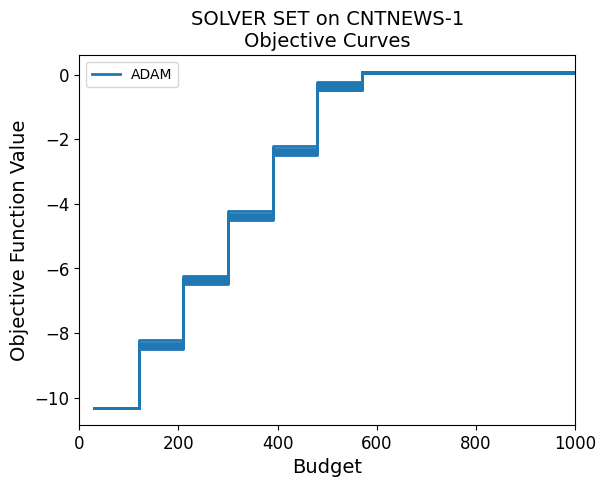 SOLVER SET on CNTNEWS-1
Objective Curves
ADAM
Objective Function Value
0
−2
−4
−6
−8
−10
0 200 400 600 800 1000
Budget